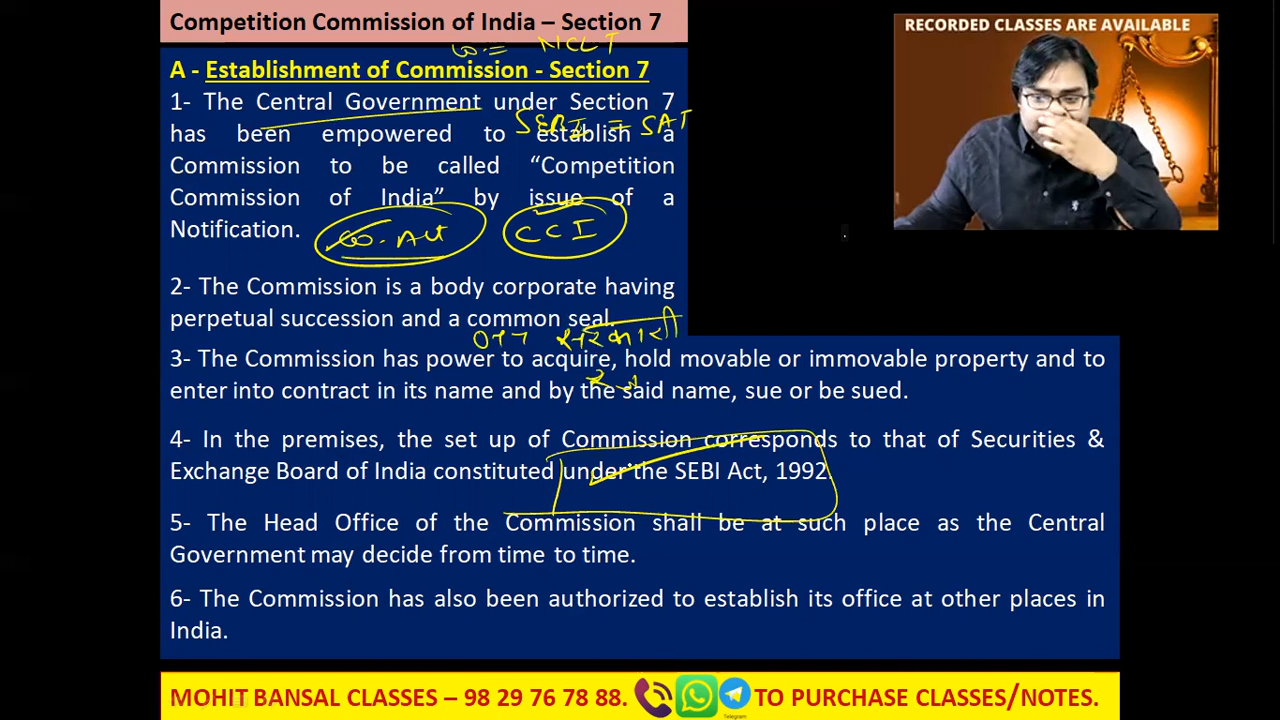 Competition Commission of India – Section 7
RECORDED CLASSES ARE AVAILABLE
Co. = NCLT
A - Establishment of Commission - Section 7
1- The Central Government under Section 7
SEBI = SAT
has been empowered to establish a
Commission to be called “Competition
Commission of India” by issue of a
Notification.
Co. Act
CCI
2- The Commission is a body corporate having
perpetual succession and a common seal.
3- The Commission has power to acquire, hold movable or immovable property and to
enter into contract in its name and by the said name, sue or be sued.
4- In the premises, the set up of Commission corresponds to that of Securities &
Exchange Board of India constituted under the SEBI Act, 1992.
5- The Head Office of the Commission shall be at such place as the Central
Government may decide from time to time.
6- The Commission has also been authorized to establish its office at other places in
India.
MOHIT BANSAL CLASSES – 98 29 76 78 88. TO PURCHASE CLASSES/NOTES.
Telegram